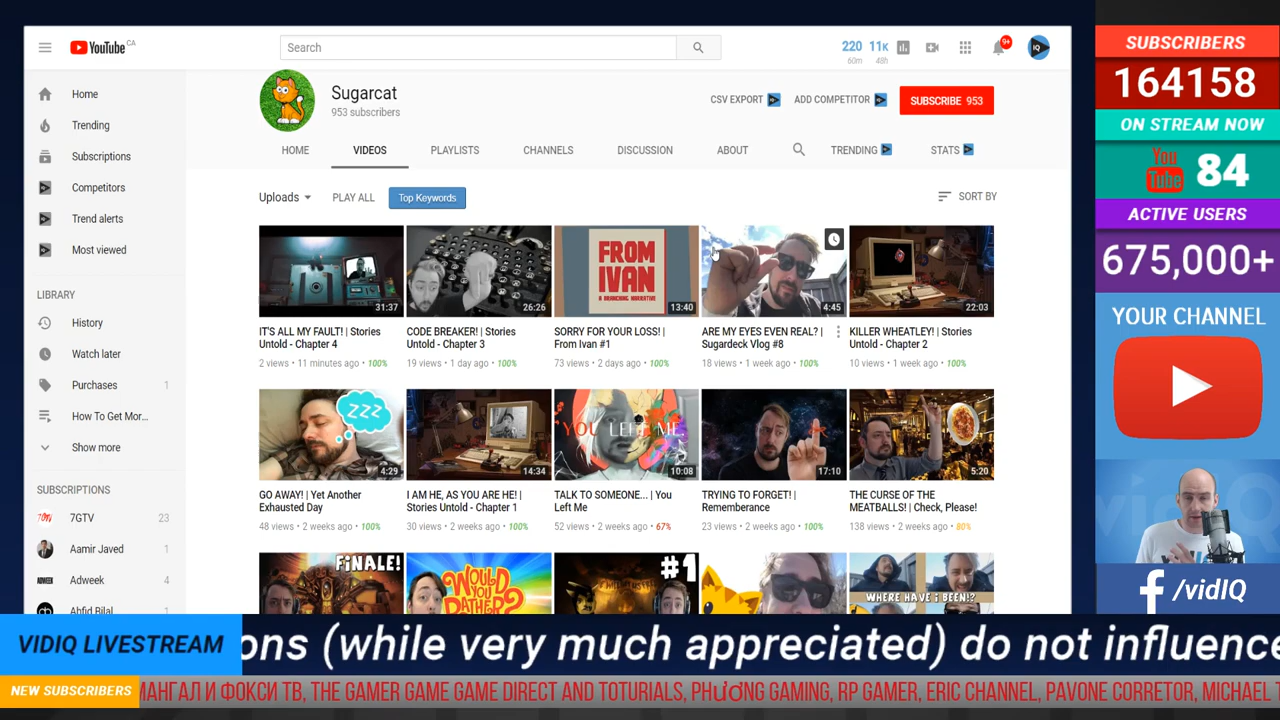 YouTube CA
Search
220 11K
60m 48h
9+
IQ
Home
Trending
Subscriptions
Competitors
Trend alerts
Most viewed
LIBRARY
History
Watch later
Purchases 1
How To Get Mor...
Show more
SUBSCRIPTIONS
7GTV 23
Aamir Javed 1
Adweek 4
Ahfid Bilal
Sugarcat
953 subscribers
CSV EXPORT
ADD COMPETITOR
SUBSCRIBE 953
HOME VIDEOS PLAYLISTS CHANNELS DISCUSSION ABOUT TRENDING STATS
Uploads PLAY ALL Top Keywords SORT BY
31:37
IT'S ALL MY FAULT! | Stories
Untold - Chapter 4
2 views • 11 minutes ago • 100%
26:26
CODE BREAKER! | Stories
Untold - Chapter 3
19 views • 1 day ago • 100%
FROM
IVAN
A BRANCHING NARRATIVE
13:40
SORRY FOR YOUR LOSS! |
From Ivan #1
73 views • 2 days ago • 100%
4:45
ARE MY EYES EVEN REAL? |
Sugardeck Vlog #8
18 views • 1 week ago • 100%
22:03
KILLER WHEATLEY! | Stories
Untold - Chapter 2
10 views • 1 week ago • 100%
ZZZ
4:29
GO AWAY! | Yet Another
Exhausted Day
48 views • 2 weeks ago • 100%
14:34
I AM HE, AS YOU ARE HE! |
Stories Untold - Chapter 1
30 views • 2 weeks ago • 100%
YOU LEFT ME.
10:08
TALK TO SOMEONE... | You
Left Me
52 views • 2 weeks ago • 67%
17:10
TRYING TO FORGET! |
Rememberance
23 views • 2 weeks ago • 100%
5:20
THE CURSE OF THE
MEATBALLS! | Check, Please!
138 views • 2 weeks ago • 80%
FiNALE!
WOULD
YOU
RATHER?
#1
WHERE HAVE i BEEN!?
SUBSCRIBERS
164158
ON STREAM NOW
You
Tube
84
ACTIVE USERS
675,000+
YOUR CHANNEL
f /vidIQ
VIDIQ LIVESTREAM
ons (while very much appreciated) do not influence
NEW SUBSCRIBERS
МАНГАЛ И ФОКСИ ТВ, THE GAMER GAME GAME DIRECT AND TOTURIALS, PHƯƠNG GAMING, RP GAMER, ERIC CHANNEL, PAVONE CORRETOR, MICHAEL T